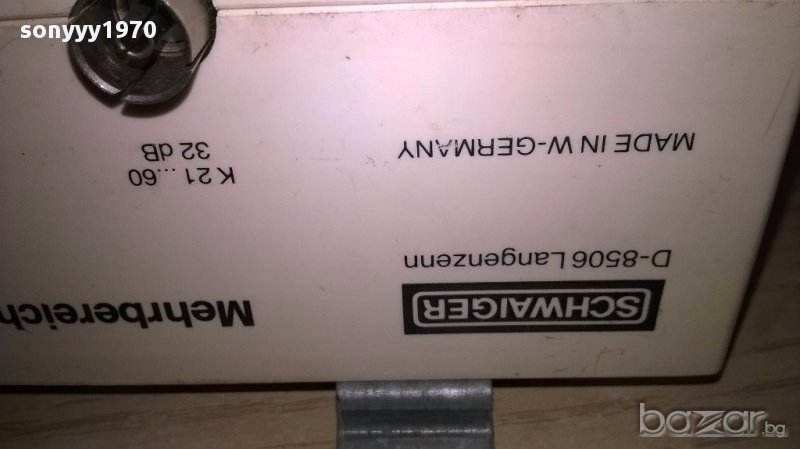 sonyyy1970
SCHWAIGER
D-8506 Langenzenn
MADE IN W-GERMANY
Mehrbereich
K 21...60
32 dB
bazar.bg